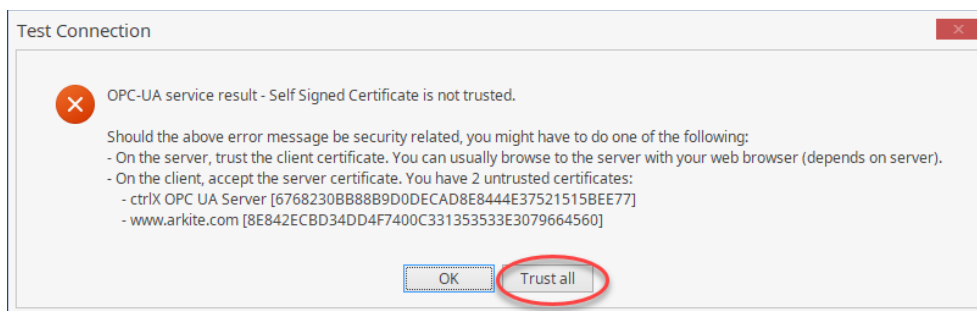 Test Connection
OPC-UA service result - Self Signed Certificate is not trusted.
Should the above error message be security related, you might have to do one of the following:
- On the server, trust the client certificate. You can usually browse to the server with your web browser (depends on server).
- On the client, accept the server certificate. You have 2 untrusted certificates:
- ctrlX OPC UA Server [6768230BB88B9D0DECAD8E8444E37521515BEE77]
- www.arkite.com [8E842ECBD34DD4F7400C331353533E3079664560]
OK
Trust all